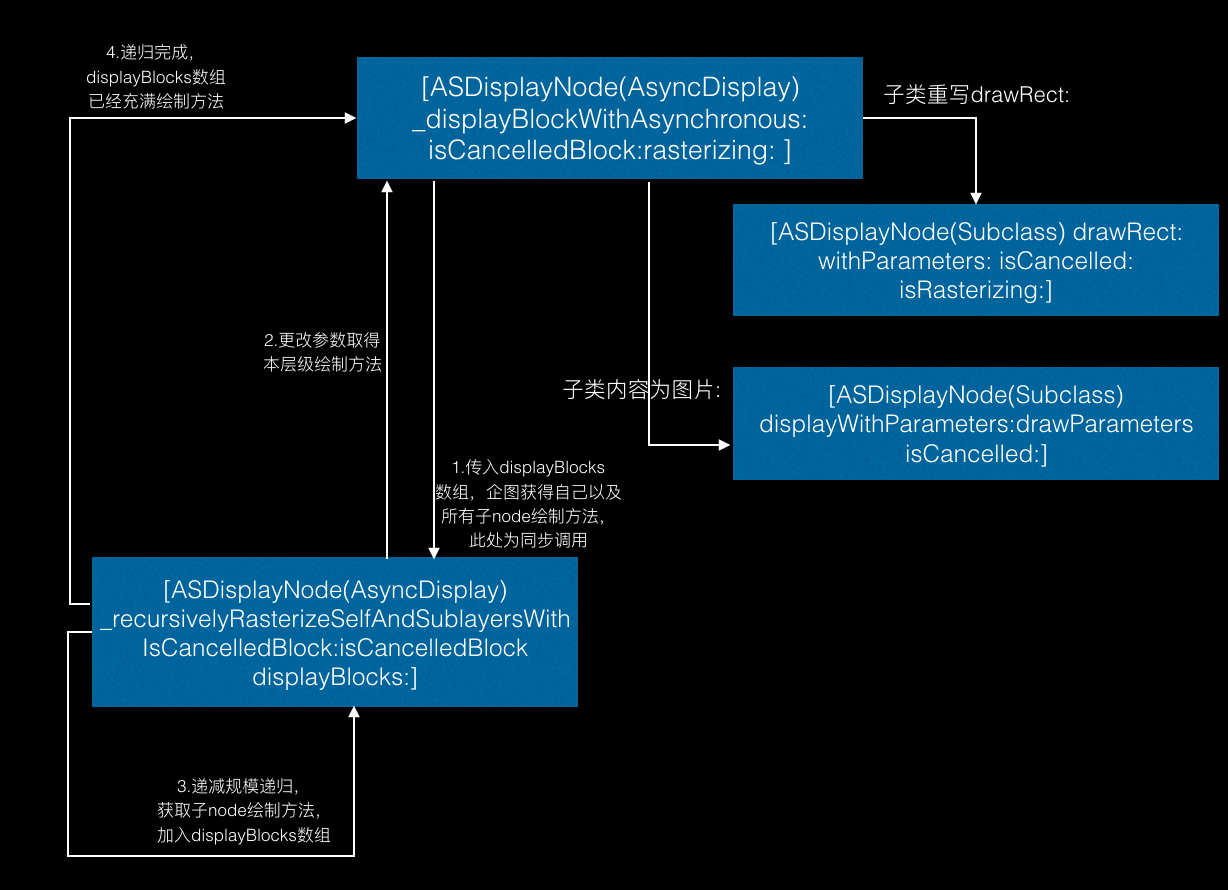 4.递归完成，
displayBlocks数组
已经充满绘制方法
[ASDisplayNode(AsyncDisplay)
_displayBlockWithAsynchronous:
isCancelledBlock:rasterizing: ]
子类重写drawRect:
[ASDisplayNode(Subclass) drawRect:
withParameters: isCancelled:
isRasterizing:]
2.更改参数取得
本层级绘制方法
子类内容为图片:
[ASDisplayNode(Subclass)
displayWithParameters:drawParameters
isCancelled:]
1.传入displayBlocks
数组，企图获得自己以及
所有子node绘制方法，
此处为同步调用
[ASDisplayNode(AsyncDisplay)
_recursivelyRasterizeSelfAndSublayersWith
IsCancelledBlock:isCancelledBlock
displayBlocks:]
3.递减规模递归，
获取子node绘制方法，
加入displayBlocks数组